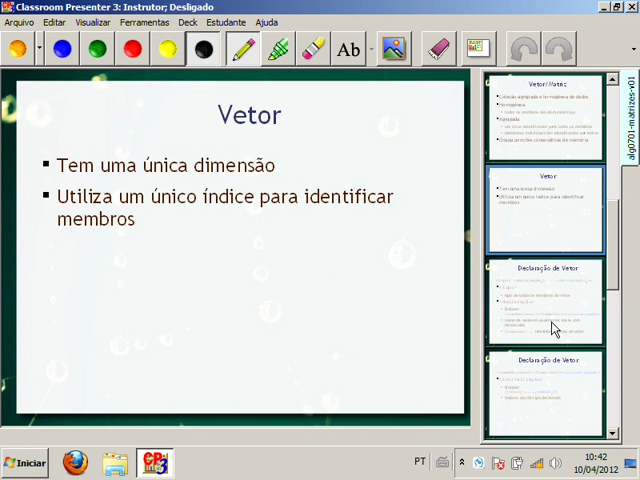 Classroom Presenter 3: Instrutor; Desligado
Arquivo Editar Visualizar Ferramentas Deck Estudante Ajuda
Ab
Vetor
Tem uma única dimensão
Utiliza um único índice para identificar
membros
Vetor/Matriz
Homogênea
Vetor
Tem uma única dimensão
Utiliza um único índice para identificar
membros
Declaração de Vetor
Declaração de Vetor
alg0701-matrizes-v01
Iniciar
CP3
PT
10:42
10/04/2012